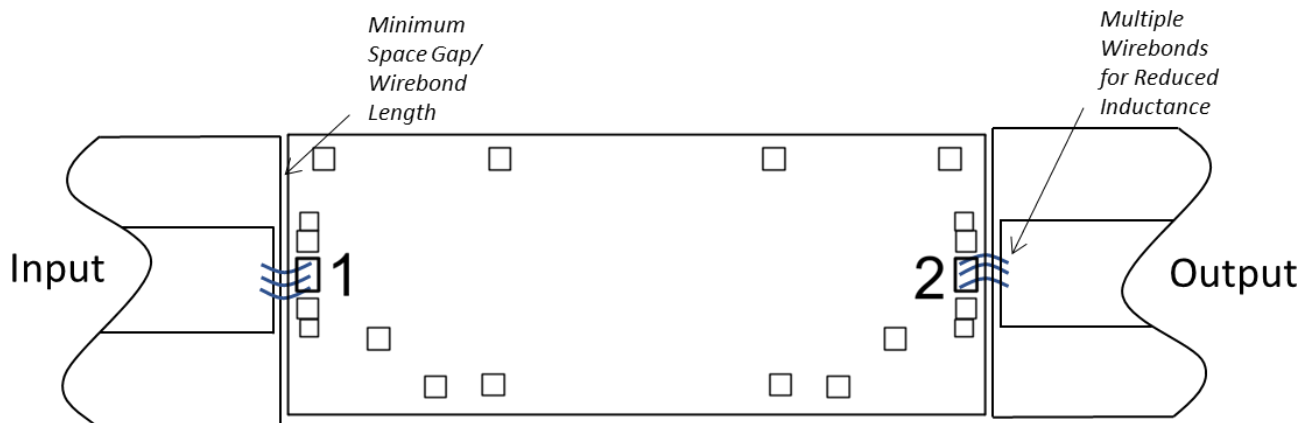 Minimum
Space Gap/
Wirebond
Length
Multiple
Wirebonds
for Reduced
Inductance
Input
1
2
Output